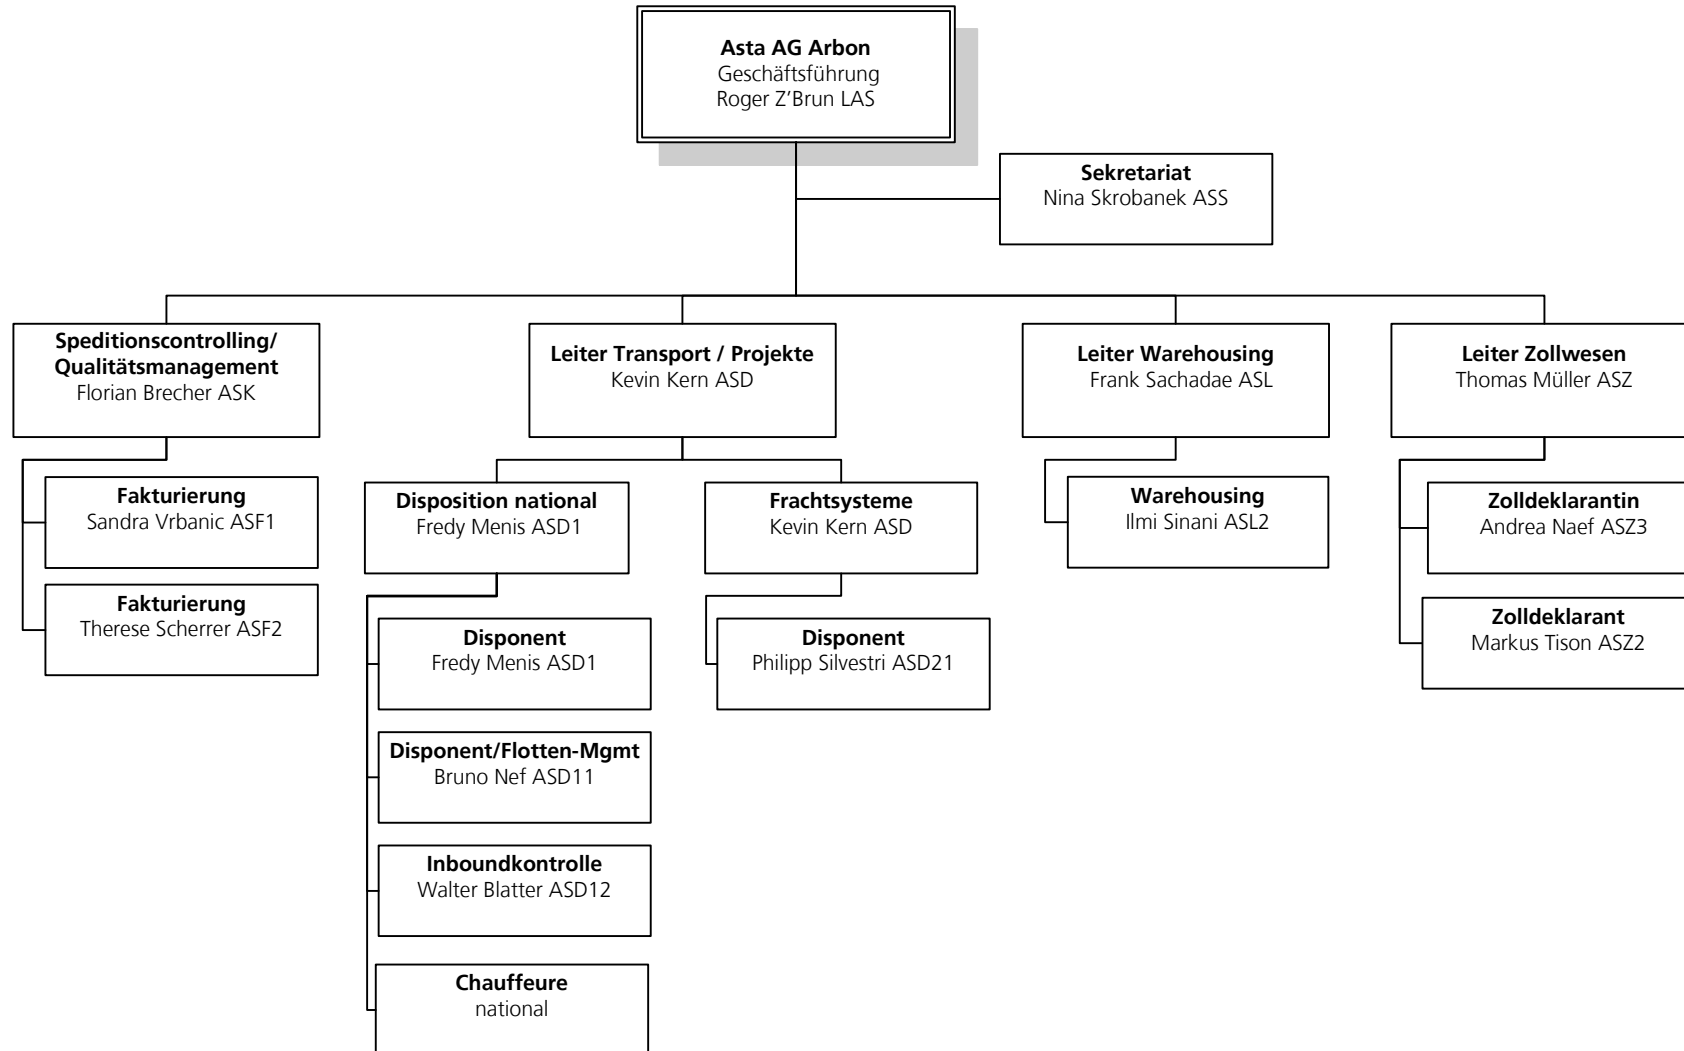 Asta AG Arbon
Geschäftsführung
Roger Z’Brun LAS
Sekretariat
Nina Skrobanek ASS
Speditionscontrolling/
Qualitätsmanagement
Florian Brecher ASK
Leiter Transport / Projekte
Kevin Kern ASD
Leiter Warehousing
Frank Sachadae ASL
Leiter Zollwesen
Thomas Müller ASZ
Fakturierung
Sandra Vrbanic ASF1
Fakturierung
Therese Scherrer ASF2
Disposition national
Fredy Menis ASD1
Frachtsysteme
Kevin Kern ASD
Disponent
Fredy Menis ASD1
Disponent/Flotten-Mgmt
Bruno Nef ASD11
Inboundkontrolle
Walter Blatter ASD12
Chauffeure
national
Disponent
Philipp Silvestri ASD21
Warehousing
Ilmi Sinani ASL2
Zolldeklarantin
Andrea Naef ASZ3
Zolldeklarant
Markus Tison ASZ2